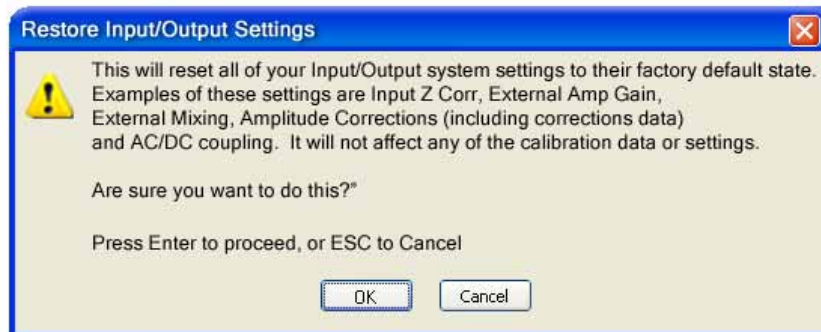 Restore Input/Output Settings
This will reset all of your Input/Output system settings to their factory default state.
Examples of these settings are Input Z Corr, External Amp Gain,
External Mixing, Amplitude Corrections (including corrections data)
and AC/DC coupling.  It will not affect any of the calibration data or settings.
Are sure you want to do this?"
Press Enter to proceed, or ESC to Cancel
OK
Cancel